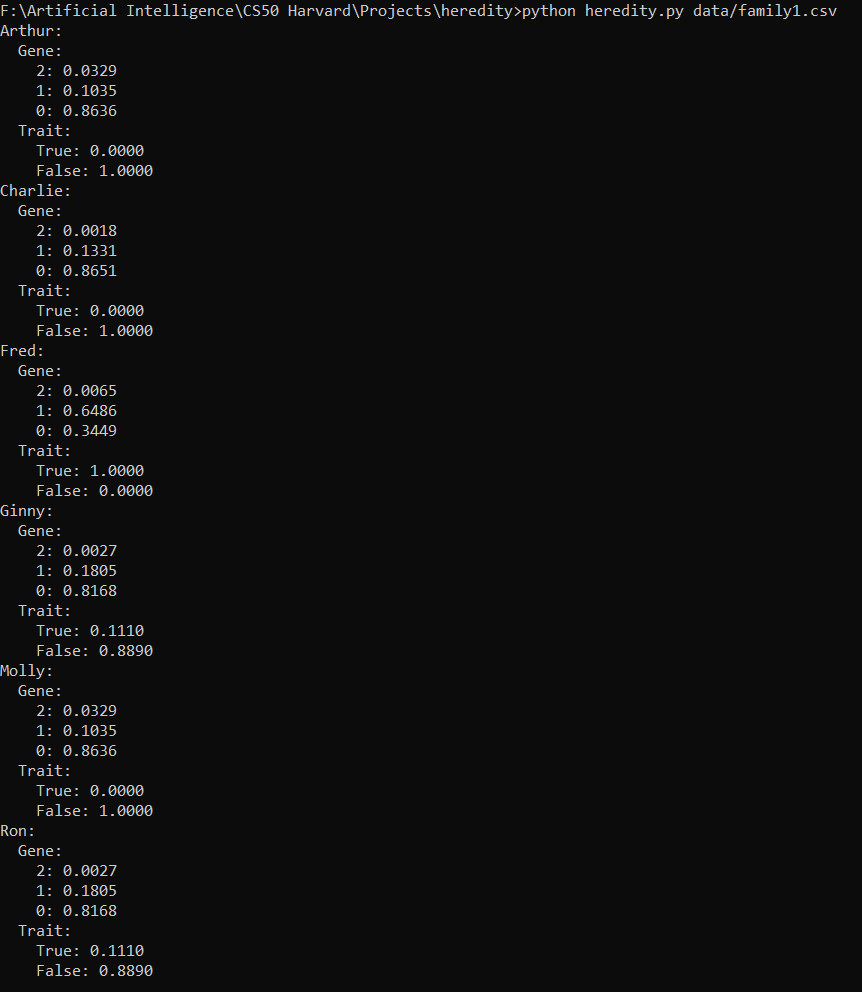 F:\Artificial Intelligence\CS50 Harvard\Projects\heredity>python heredity.py data/family1.csv
Arthur:
  Gene:
    2: 0.0329
    1: 0.1035
    0: 0.8636
  Trait:
    True: 0.0000
    False: 1.0000
Charlie:
  Gene:
    2: 0.0018
    1: 0.1331
    0: 0.8651
  Trait:
    True: 0.0000
    False: 1.0000
Fred:
  Gene:
    2: 0.0065
    1: 0.6486
    0: 0.3449
  Trait:
    True: 1.0000
    False: 0.0000
Ginny:
  Gene:
    2: 0.0027
    1: 0.1805
    0: 0.8168
  Trait:
    True: 0.1110
    False: 0.8890
Molly:
  Gene:
    2: 0.0329
    1: 0.1035
    0: 0.8636
  Trait:
    True: 0.0000
    False: 1.0000
Ron:
  Gene:
    2: 0.0027
    1: 0.1805
    0: 0.8168
  Trait:
    True: 0.1110
    False: 0.8890